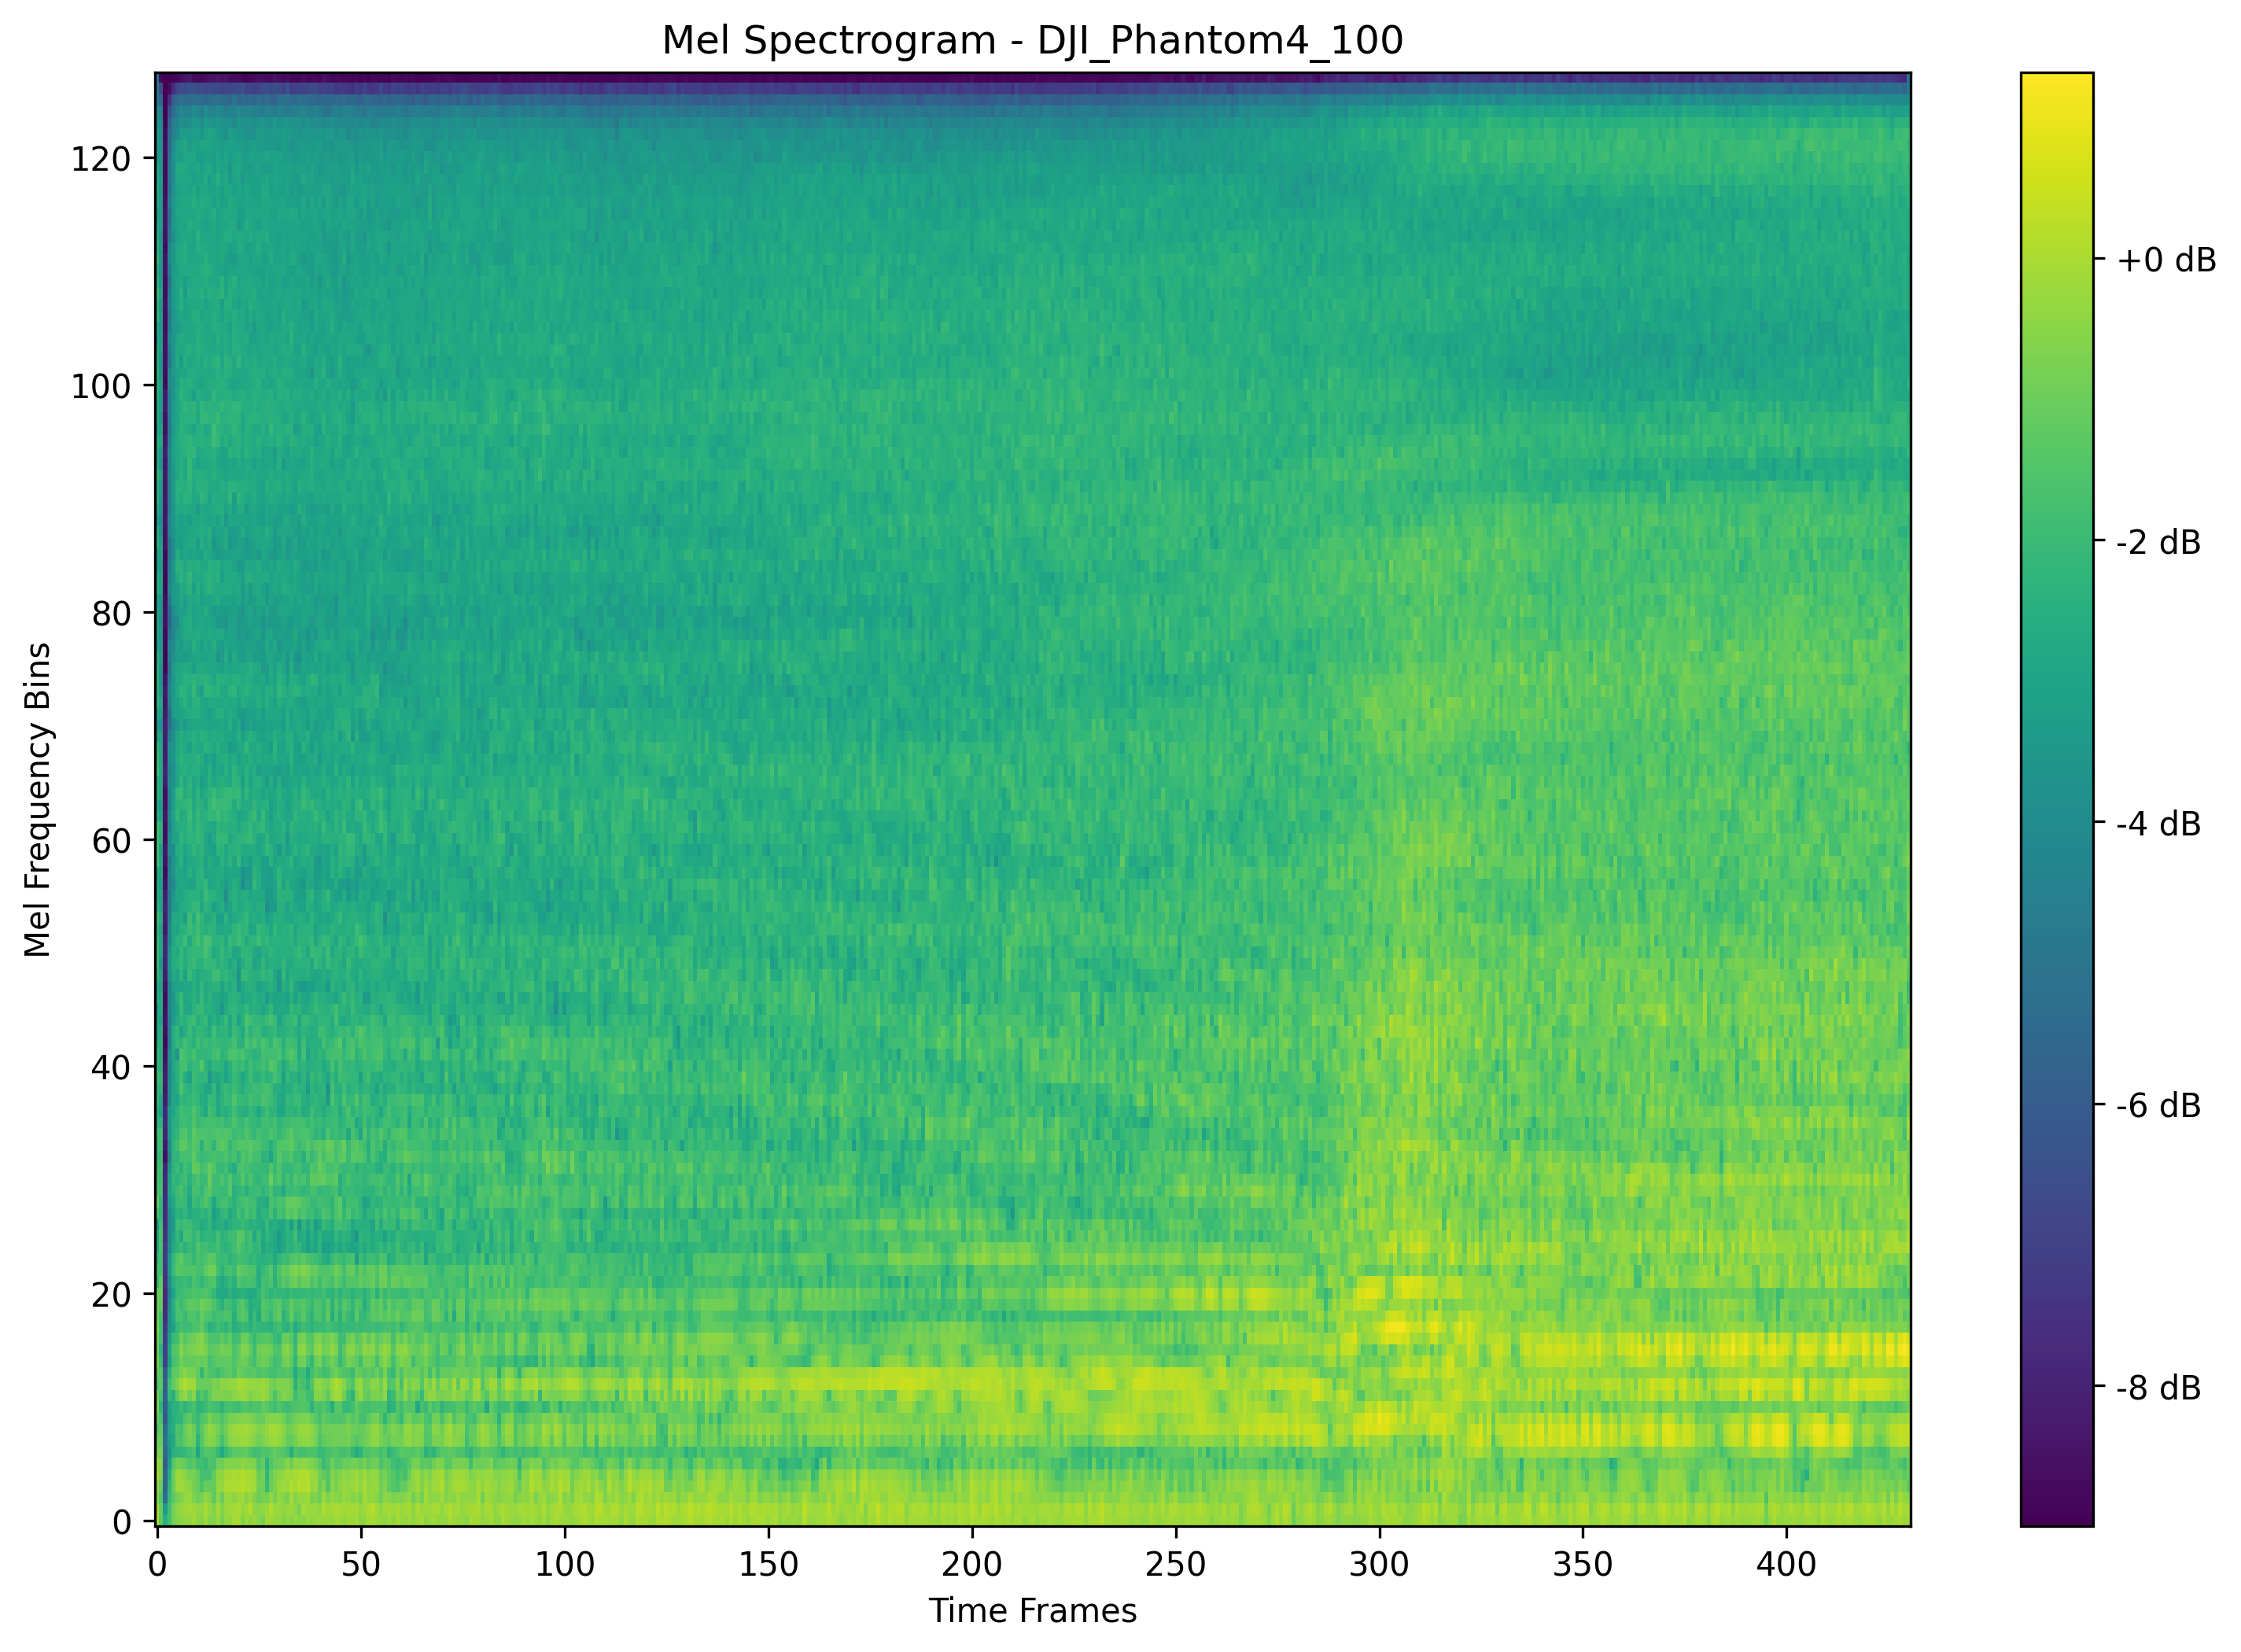 Mel Spectrogram - DJI_Phantom4_100
Mel Frequency Bins
120
100
80
60
40
20
0
0 50 100 150 200 250 300 350 400
Time Frames
+0 dB
-2 dB
-4 dB
-6 dB
-8 dB